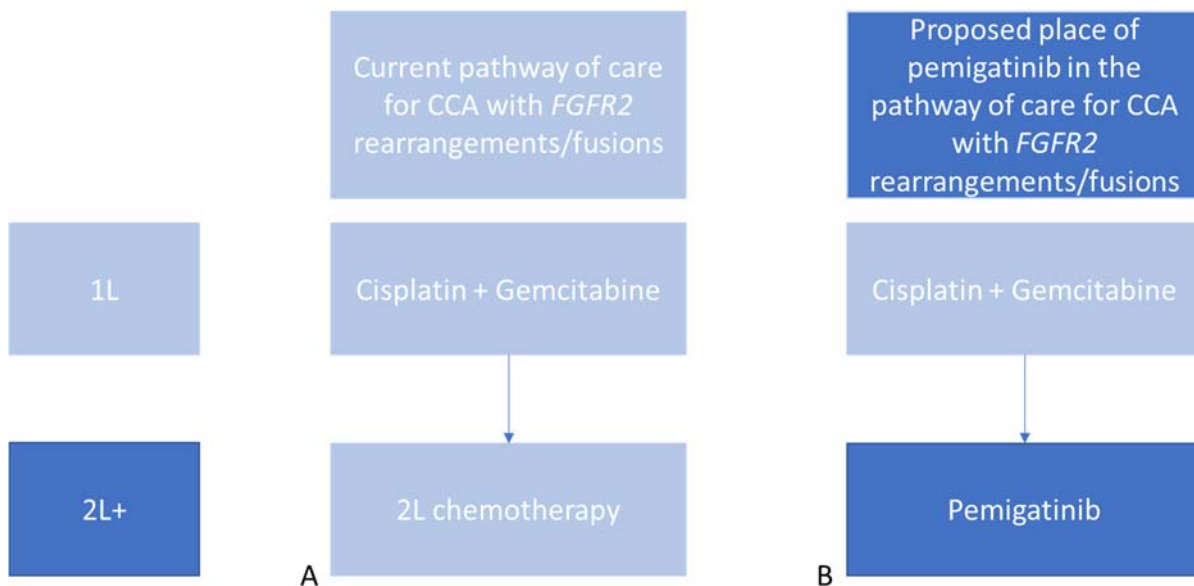 Current pathway of care
for CCA with FGFR2
rearrangements/fusions
Proposed place of
pemigatinib in the
pathway of care for CCA
with FGFR2
rearrangements/fusions
1L
Cisplatin + Gemcitabine
Cisplatin + Gemcitabine
2L+
2L chemotherapy
Pemigatinib
A
B